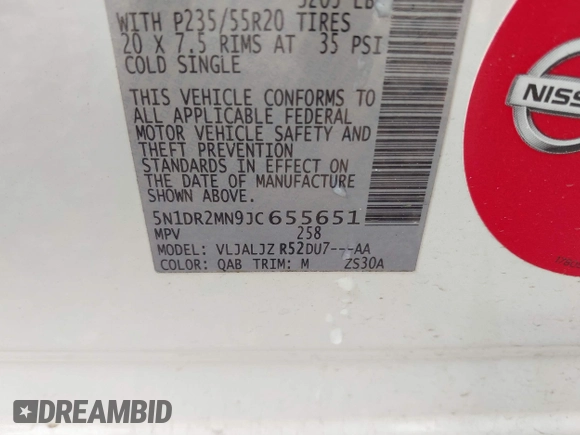 WITH P235/55R20 TIRES
20 X 7.5 RIMS AT 35 PSI
COLD SINGLE
THIS VEHICLE CONFORMS TO
ALL APPLICABLE FEDERAL
MOTOR VEHICLE SAFETY AND
THEFT PREVENTION
STANDARDS IN EFFECT ON
THE DATE OF MANUFACTURE
SHOWN ABOVE.
5N1DR2MN9JC655651
MPV 258
MODEL: VLJALJZ R52DU7---AA
COLOR: QAB TRIM: M ZS30A
NISS
DREAMBID